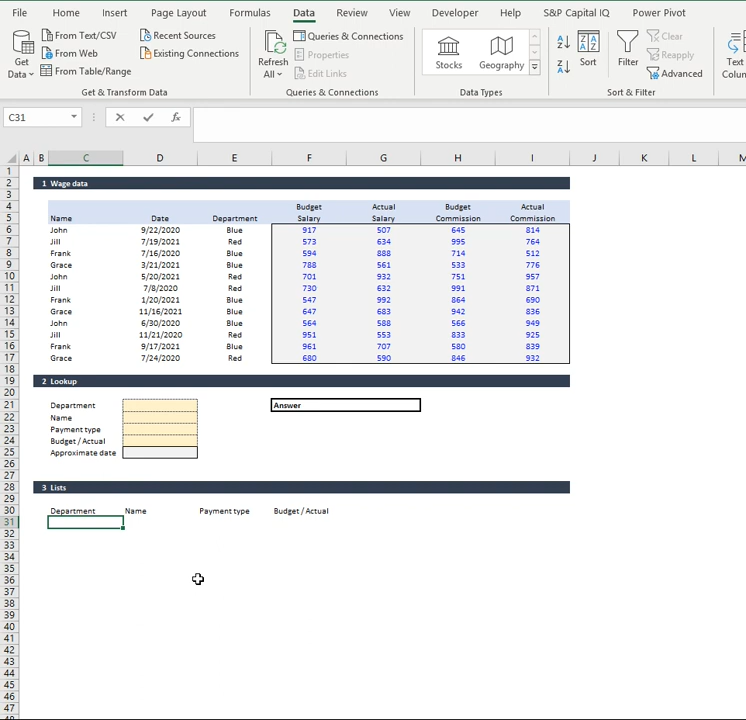 File Home Insert Page Layout Formulas Data Review View Developer Help S&P Capital IQ Power Pivot
Get Data From Text/CSV Recent Sources
From Web Existing Connections
From Table/Range
Get & Transform Data
Refresh All Queries & Connections
Properties
Edit Links
Queries & Connections
Stocks Geography
Data Types
A Z Z A Sort Filter Clear
Reapply
Advanced
Sort & Filter
Text
C31 fx
A B C D E F G H I J K L M
1
2 1 Wage data
3
4 Budget Actual Budget Actual
5 Name Date Department Salary Salary Commission Commission
6 John 9/22/2020 Blue 917 507 645 814
7 Jill 7/19/2021 Red 573 634 995 764
8 Frank 7/16/2020 Blue 594 888 714 512
9 Grace 3/21/2021 Blue 788 561 533 776
10 John 5/20/2021 Red 701 932 751 957
11 Jill 7/8/2020 Red 730 632 991 871
12 Frank 1/20/2021 Blue 547 992 864 690
13 Grace 11/16/2021 Blue 647 683 942 836
14 John 6/30/2020 Blue 564 588 566 949
15 Jill 11/21/2020 Red 951 553 833 925
16 Frank 9/17/2021 Blue 961 707 580 839
17 Grace 7/24/2020 Red 680 590 846 932
18
19 2 Lookup
20
21 Department Answer
22 Name
23 Payment type
24 Budget / Actual
25 Approximate date
26
27
28 3 Lists
29
30 Department Name Payment type Budget / Actual
31
32
33
34
35
36
37
38
39
40
41
42
43
44
45
46
47